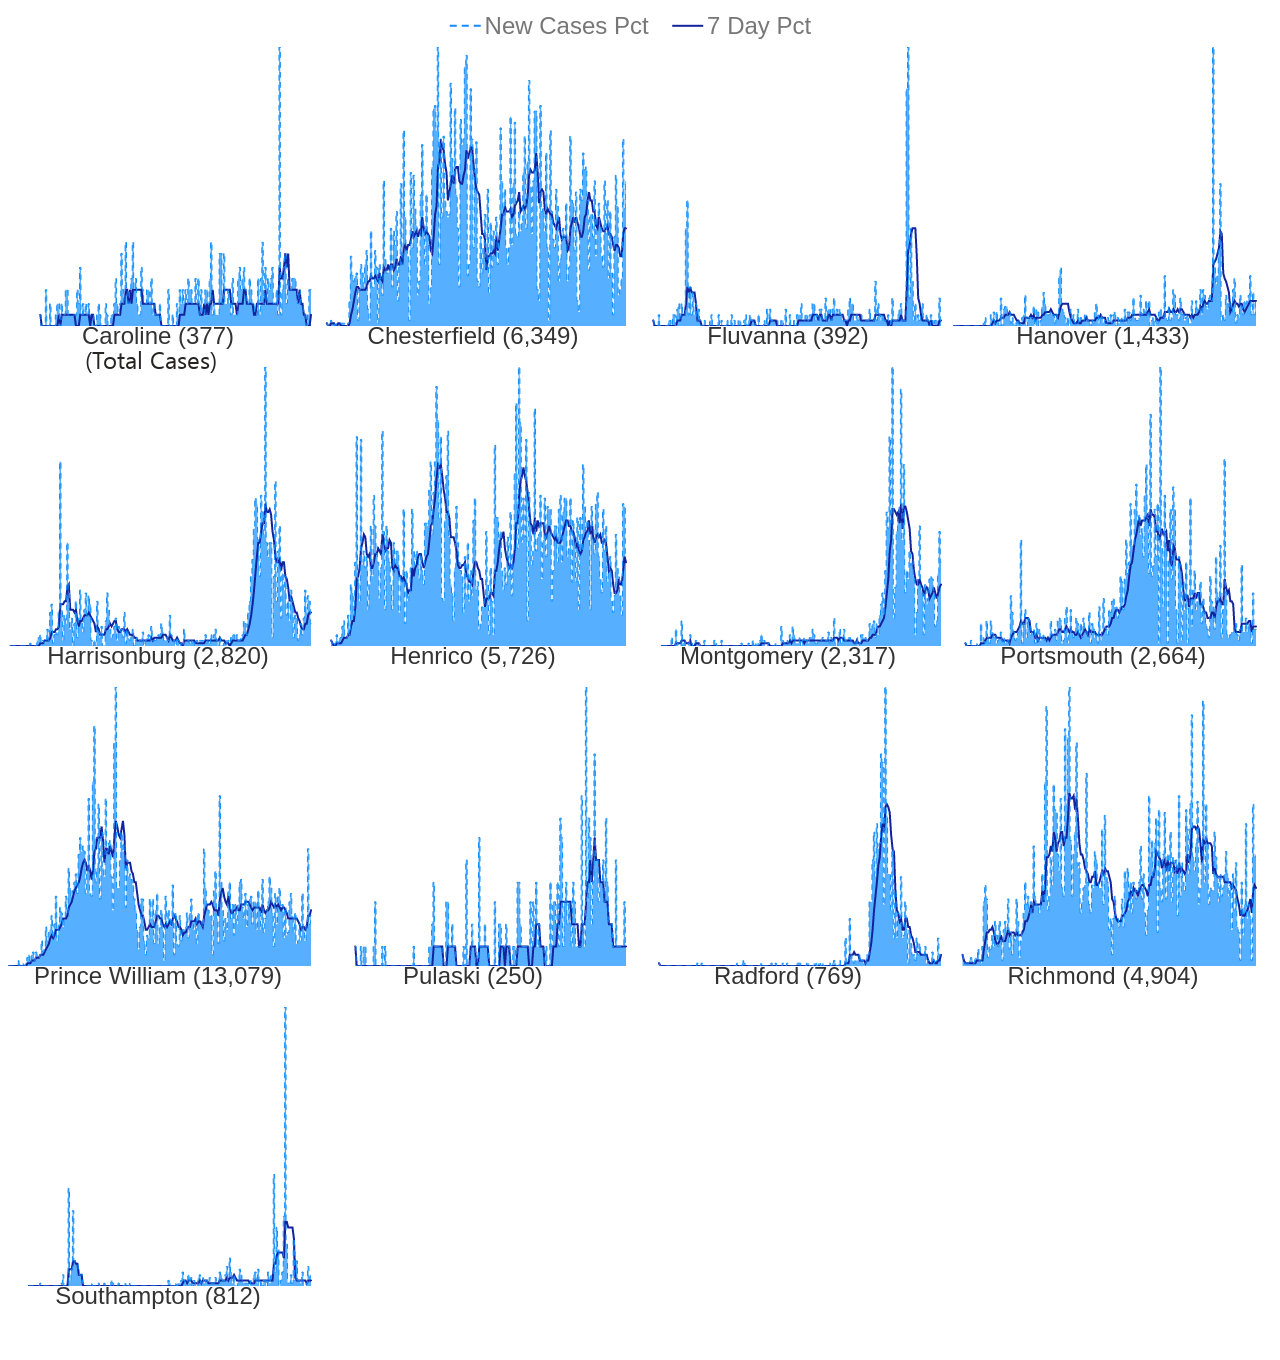 New Cases Pct 7 Day Pct
Caroline (377) Chesterfield (6,349) Fluvanna (392) Hanover (1,433)
(Total Cases)
Harrisonburg (2,820) Henrico (5,726) Montgomery (2,317) Portsmouth (2,664)
Prince William (13,079) Pulaski (250) Radford (769) Richmond (4,904)
Southampton (812)